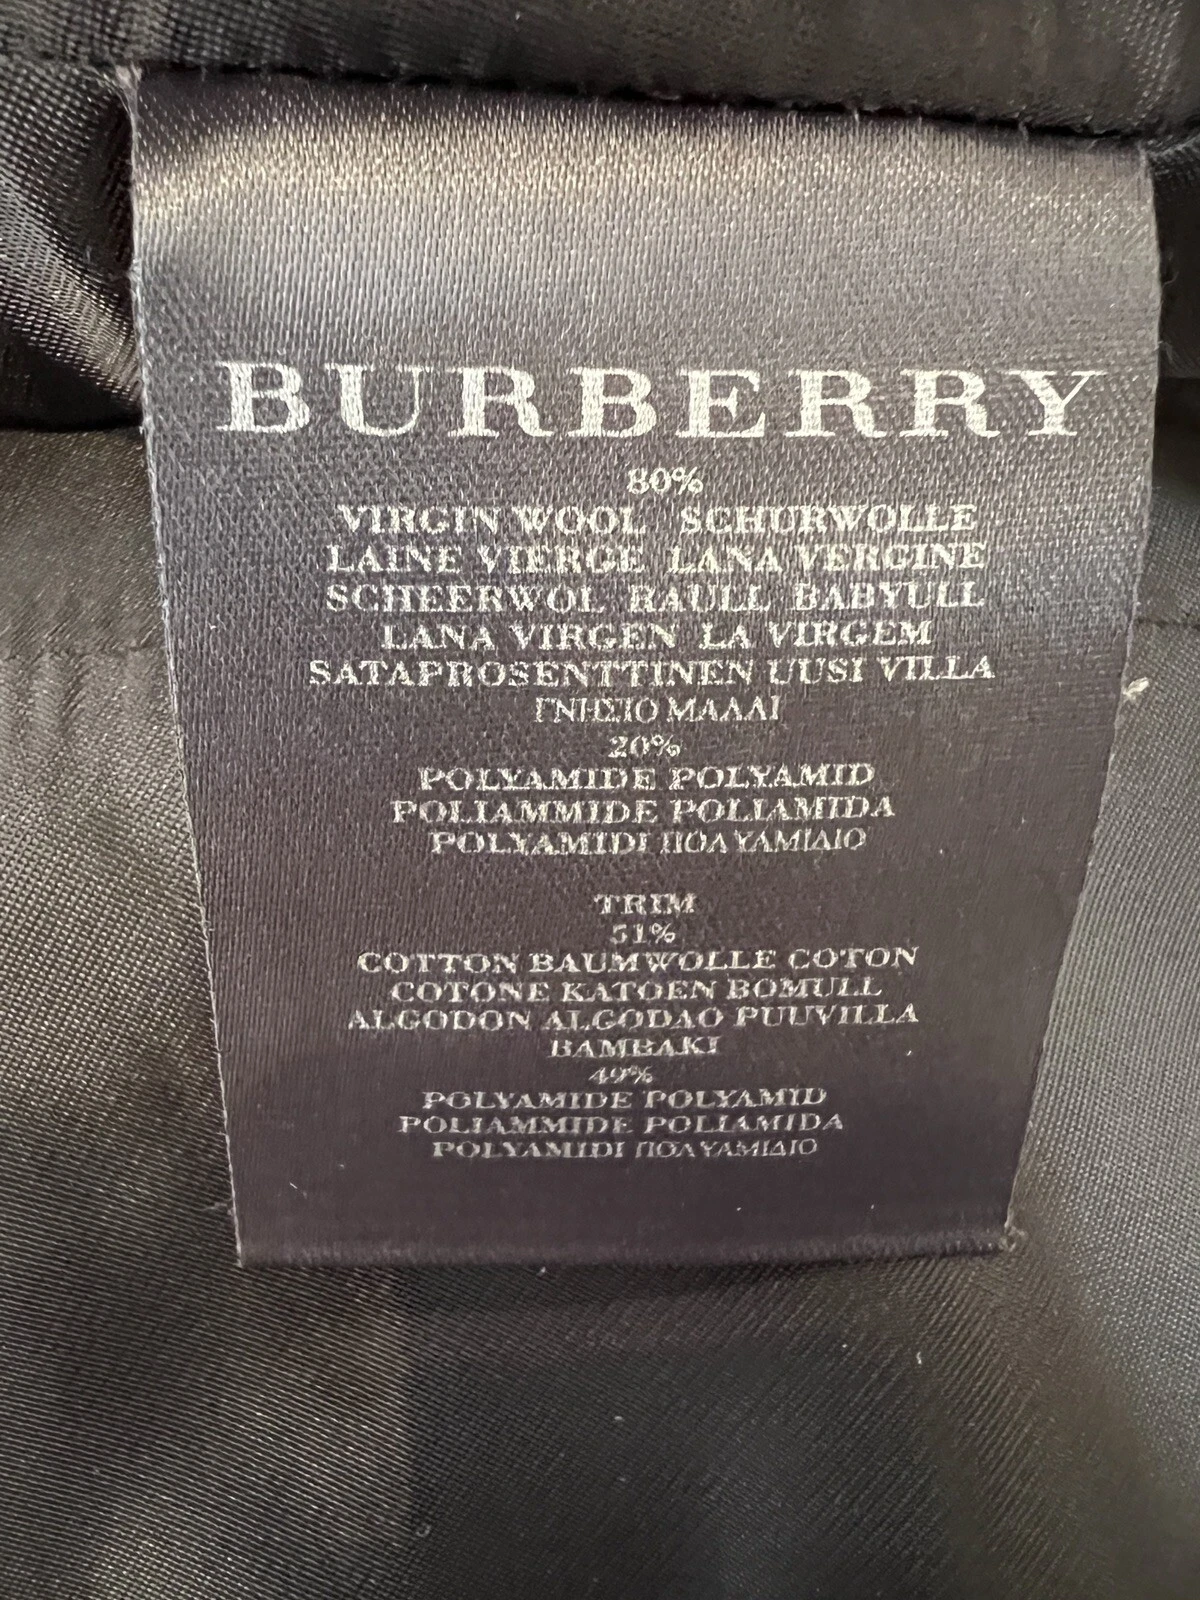 BURBERRY
80%
VIRGIN WOOL SCHURWOLLE
LAINE VIERGE LANA VERGINE
SCHEERWOL RAULL BABYULL
LANA VIRGEN LA VIRGEM
SATAPROSENTTINEN UUSI VILLA
ΓΝΗΣΙΟ ΜΑΛΛΙ
20%
POLYAMIDE POLYAMID
POLIAMMIDE POLIAMIDA
POLYAMIDI ΠΟΛΥΑΜΙΔΙΟ
TRIM
51%
COTTON BAUMWOLLE COTON
COTONE KATOEN BOMULL
ALGODON ALGODAO PUUVILLA
BAMBAKI
49%
POLYAMIDE POLYAMID
POLIAMMIDE POLIAMIDA
POLYAMIDI ΠΟΛΥΑΜΙΔΙΟ